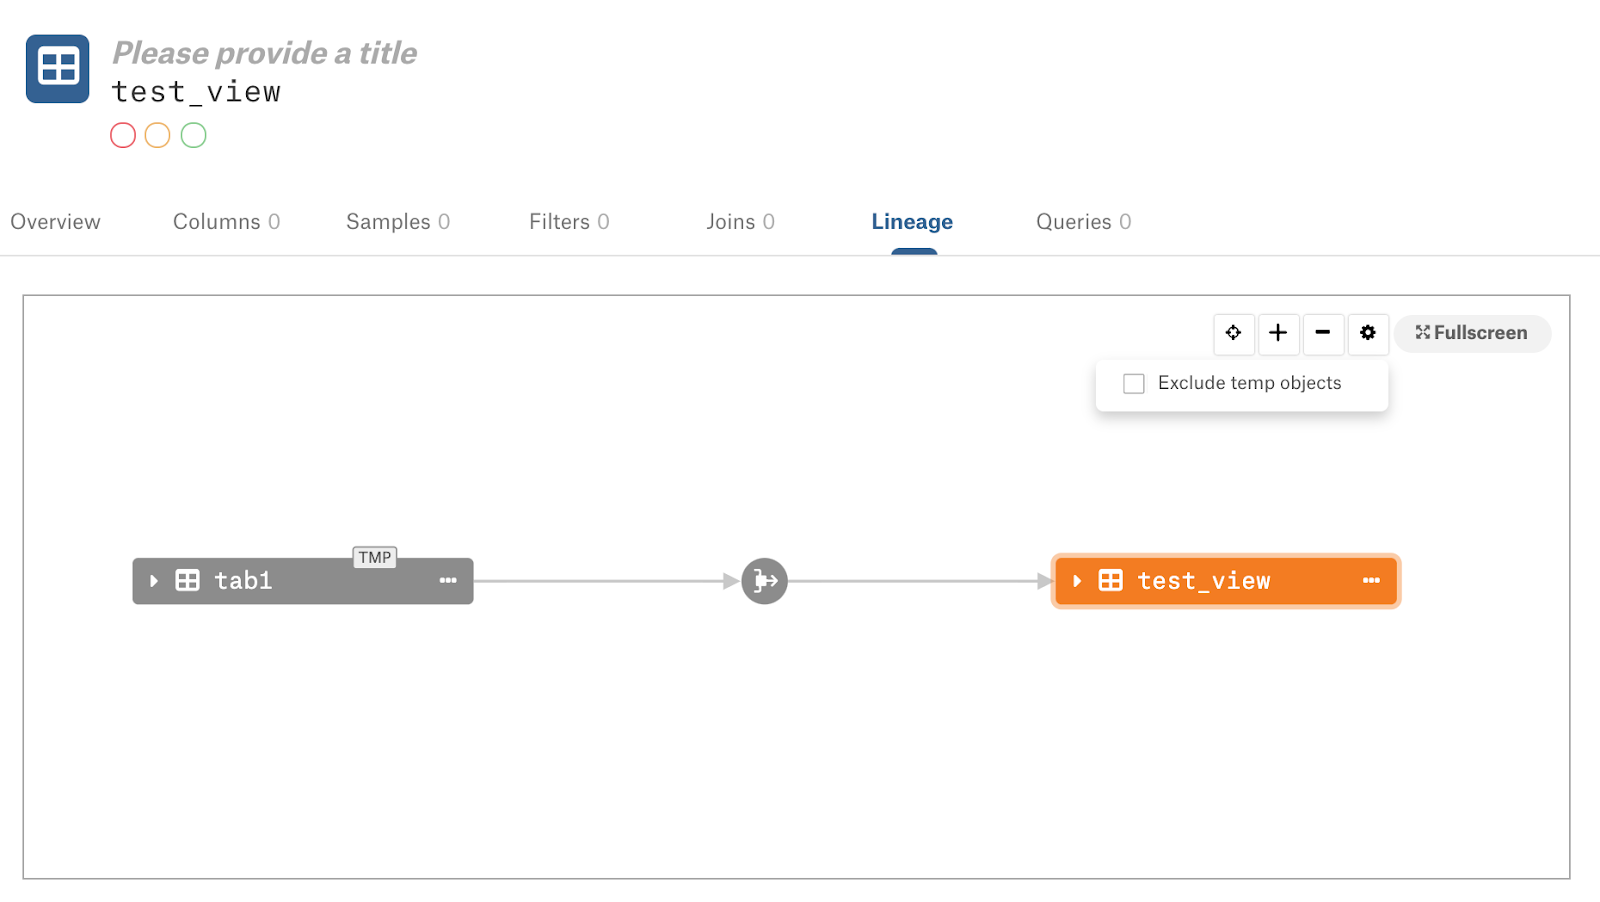 Please provide a title
test_view
Overview Columns 0 Samples 0 Filters 0 Joins 0 Lineage Queries 0
Fullscreen
Exclude temp objects
TMP
tab1
test_view